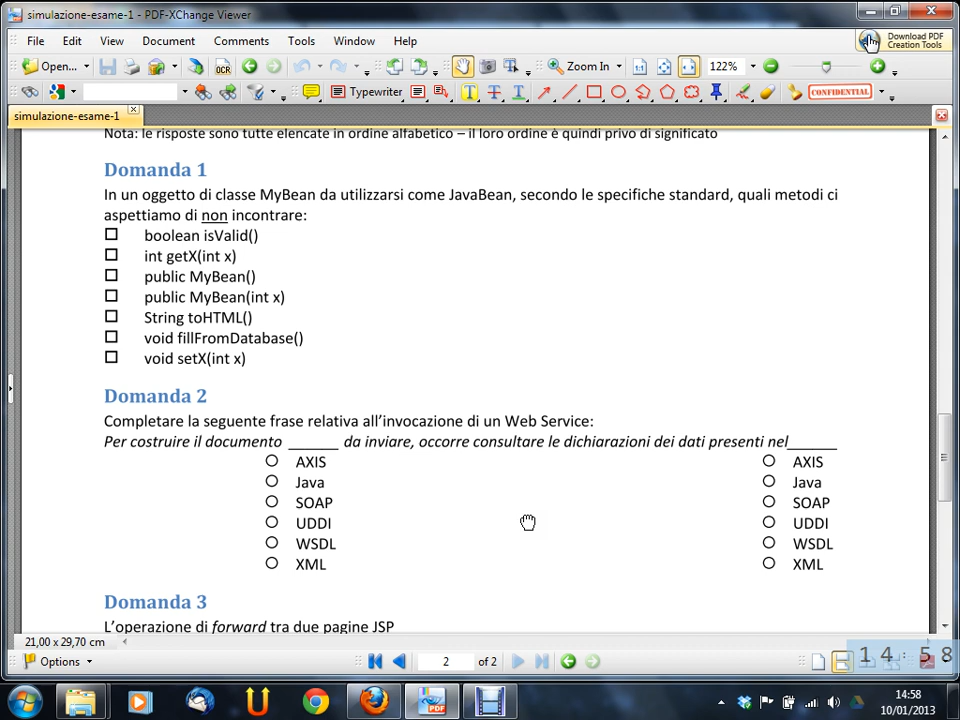 simulazione-esame-1 - PDF-XChange Viewer
File Edit View Document Comments Tools Window Help
Download PDF
Creation Tools
Open... OCR Zoom In 122%
Typewriter CONFIDENTIAL
simulazione-esame-1
Nota: le risposte sono tutte elencate in ordine alfabetico – il loro ordine è quindi privo di significato
Domanda 1
In un oggetto di classe MyBean da utilizzarsi come JavaBean, secondo le specifiche standard, quali metodi ci
aspettiamo di non incontrare:
boolean isValid()
int getX(int x)
public MyBean()
public MyBean(int x)
String toHTML()
void fillFromDatabase()
void setX(int x)
Domanda 2
Completare la seguente frase relativa all'invocazione di un Web Service:
Per costruire il documento ______ da inviare, occorre consultare le dichiarazioni dei dati presenti nel______
AXIS AXIS
Java Java
SOAP SOAP
UDDI UDDI
WSDL WSDL
XML XML
Domanda 3
L'operazione di forward tra due pagine JSP
21,00 x 29,70 cm
14:58
Options 2 of 2
14:58
10/01/2013